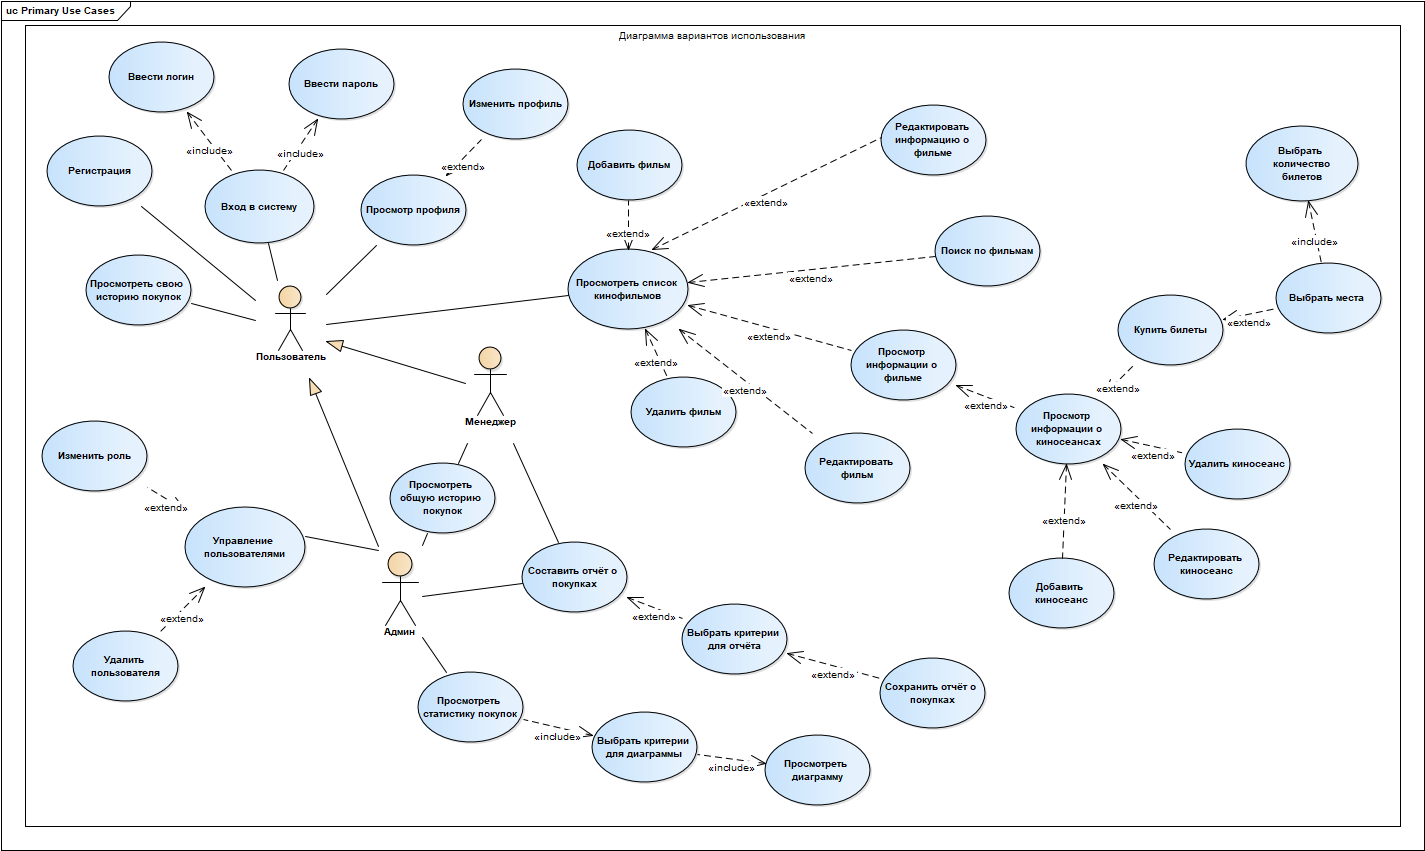 uc Primary Use Cases
Диаграмма вариантов использования
Ввести логин
Ввести пароль
Изменить профиль
«include»
«include»
«extend»
Регистрация
Вход в систему
Просмотр профиля
Добавить фильм
Редактировать
информацию о
фильме
Выбрать
количество
билетов
«extend»
«extend»
«include»
Просмотреть свою
историю покупок
Просмотреть список
кинофильмов
Поиск по фильмам
«extend»
Выбрать места
Купить билеты
«extend»
Пользователь
«extend»
Просмотр
информации о
фильме
«extend»
«extend»
«extend»
«extend»
Менеджер
Удалить фильм
Просмотр
информации о
киносеансах
Изменить роль
Редактировать
фильм
«extend»
Удалить киносеанс
Просмотреть
общую историю
покупок
«extend»
«extend»
«extend»
Управление
пользователями
Составить отчёт о
покупках
Редактировать
киносеанс
Добавить
киносеанс
«extend»
Админ
«extend»
Выбрать критерии
для отчёта
Удалить
пользователя
«extend»
Сохранить отчёт о
покупках
Просмотреть
статистику покупок
«include»
Выбрать критерии
для диаграммы
«include»
Просмотреть
диаграмму